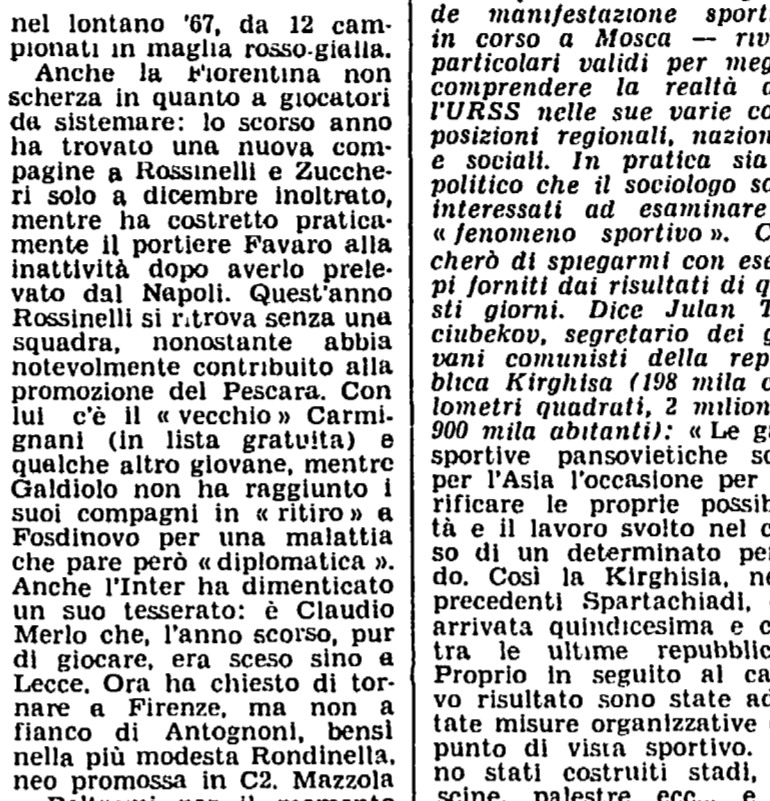 nel lontano '67, da 12 cam-
pionati in maglia rosso-gialla.
Anche la Fiorentina non
scherza in quanto a giocatori
da sistemare: lo scorso anno
ha trovato una nuova com-
pagine a Rossinelli e Zucche-
ri solo a dicembre inoltrato,
mentre ha costretto pratica-
mente il portiere Favaro alla
inattività dopo averlo prele-
vato dal Napoli. Quest'anno
Rossinelli si ritrova senza una
squadra, nonostante abbia
notevolmente contribuito alla
promozione del Pescara. Con
lui c'è il « vecchio » Carmi-
gnani (in lista gratuita) e
qualche altro giovane, mentre
Galdiolo non ha raggiunto i
suoi compagni in « ritiro » a
Fosdinovo per una malattia
che pare però « diplomatica ».
Anche l'Inter ha dimenticato
un suo tesserato: è Claudio
Merlo che, l'anno scorso, pur
di giocare, era sceso sino a
Lecce. Ora ha chiesto di tor-
nare a Firenze, ma non a
fianco di Antognoni, bensì
nella più modesta Rondinella,
neo promossa in C2. Mazzola
de manifestazione sporti
in corso a Mosca — riv
particolari validi per meg
comprendere la realtà d
l'URSS nelle sue varie co
posizioni regionali, nazion
e sociali. In pratica sia
politico che il sociologo so
interessati ad esaminare
« fenomeno sportivo ». C
cherò di spiegarmi con ese
pi forniti dai risultati di q
sti giorni. Dice Julan T
ciubekov, segretario dei g
vani comunisti della rep
blica Kirghisa (198 mila c
lometri quadrati, 2 milion
900 mila abitanti): « Le g
sportive pansovietiche so
per l'Asia l'occasione per
rificare le proprie possib
tà e il lavoro svolto nel c
so di un determinato per
do. Così la Kirghisia, ne
precedenti Spartachiadi,
arrivata quindicesima e c
tra le ultime repubblic
Proprio in seguito al ca
vo risultato sono state ad
tate misure organizzative
punto di vista sportivo.
no stati costruiti stadi,
scine, palestre ecc., e